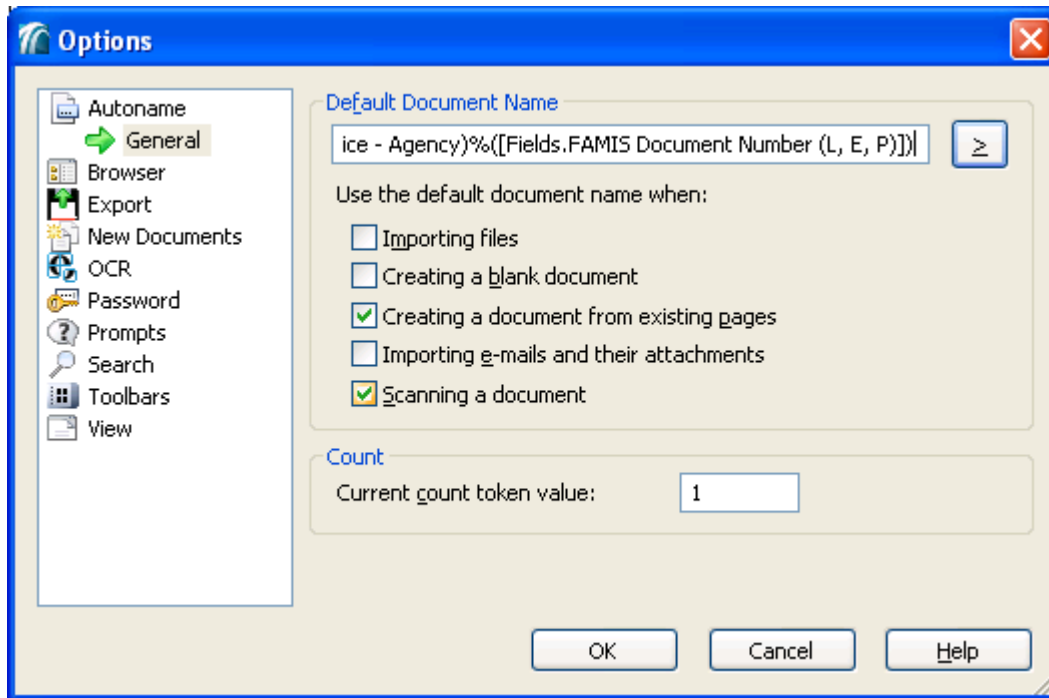 Options
Autoname
General
Browser
Export
New Documents
OCR
Password
Prompts
Search
Toolbars
View
Default Document Name
ice - Agency)%([Fields.FAMIS Document Number (L, E, P)])
>
Use the default document name when:
Importing files
Creating a blank document
Creating a document from existing pages
Importing e-mails and their attachments
Scanning a document
Count
Current count token value:
1
OK
Cancel
Help